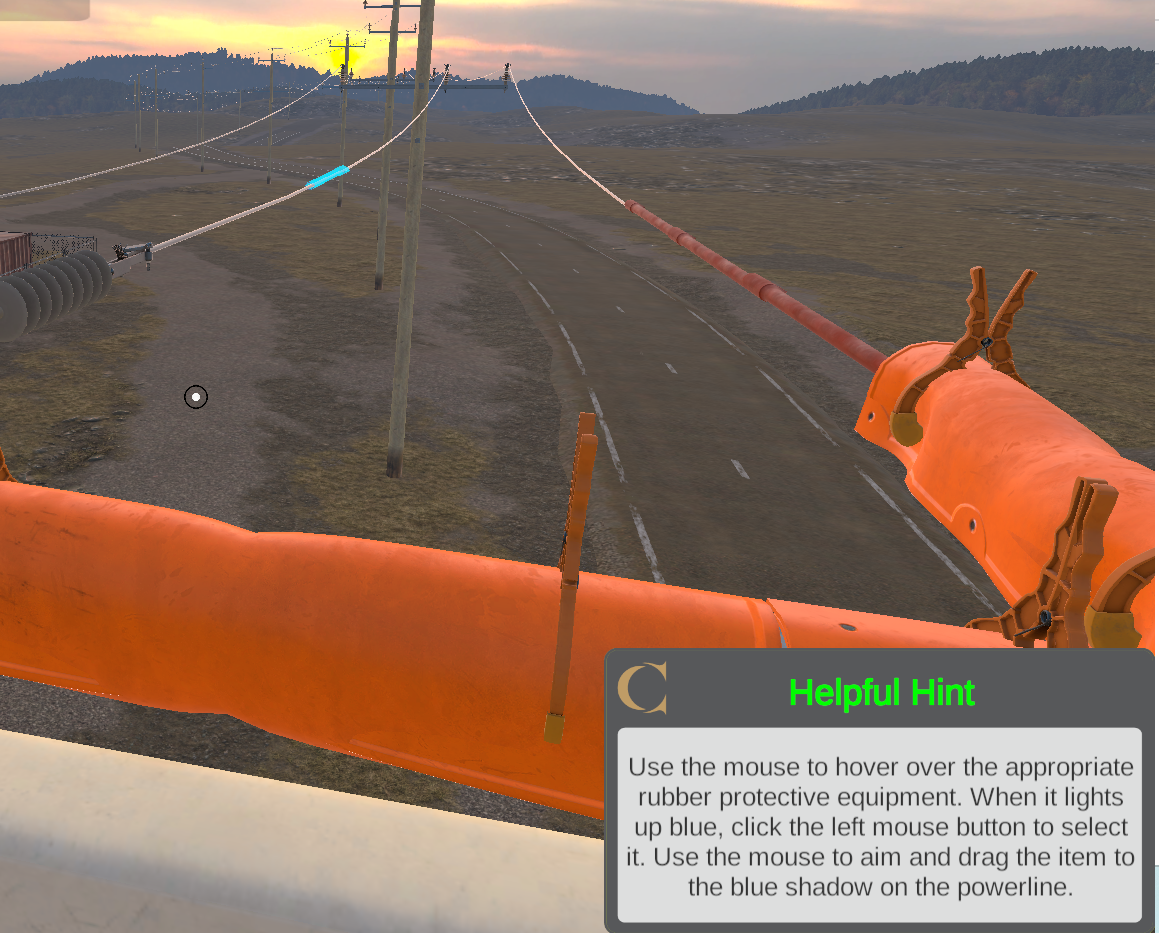 Helpful Hint
Use the mouse to hover over the appropriate
rubber protective equipment. When it lights
up blue, click the left mouse button to select
it. Use the mouse to aim and drag the item to
the blue shadow on the powerline.